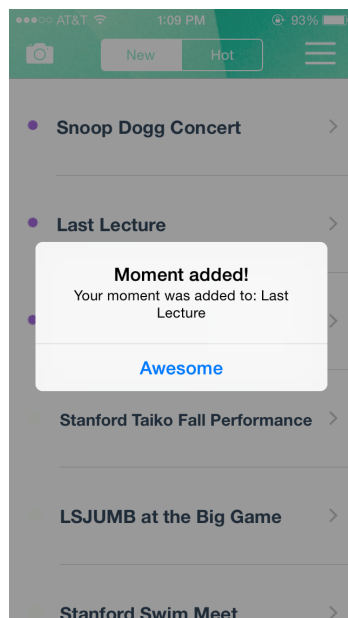 AT&T 1:09 PM 93%
New Hot
Snoop Dogg Concert
Last Lecture
Moment added!
Your moment was added to: Last
Lecture
Awesome
Stanford Taiko Fall Performance
LSJUMB at the Big Game
Stanford Swim Meet